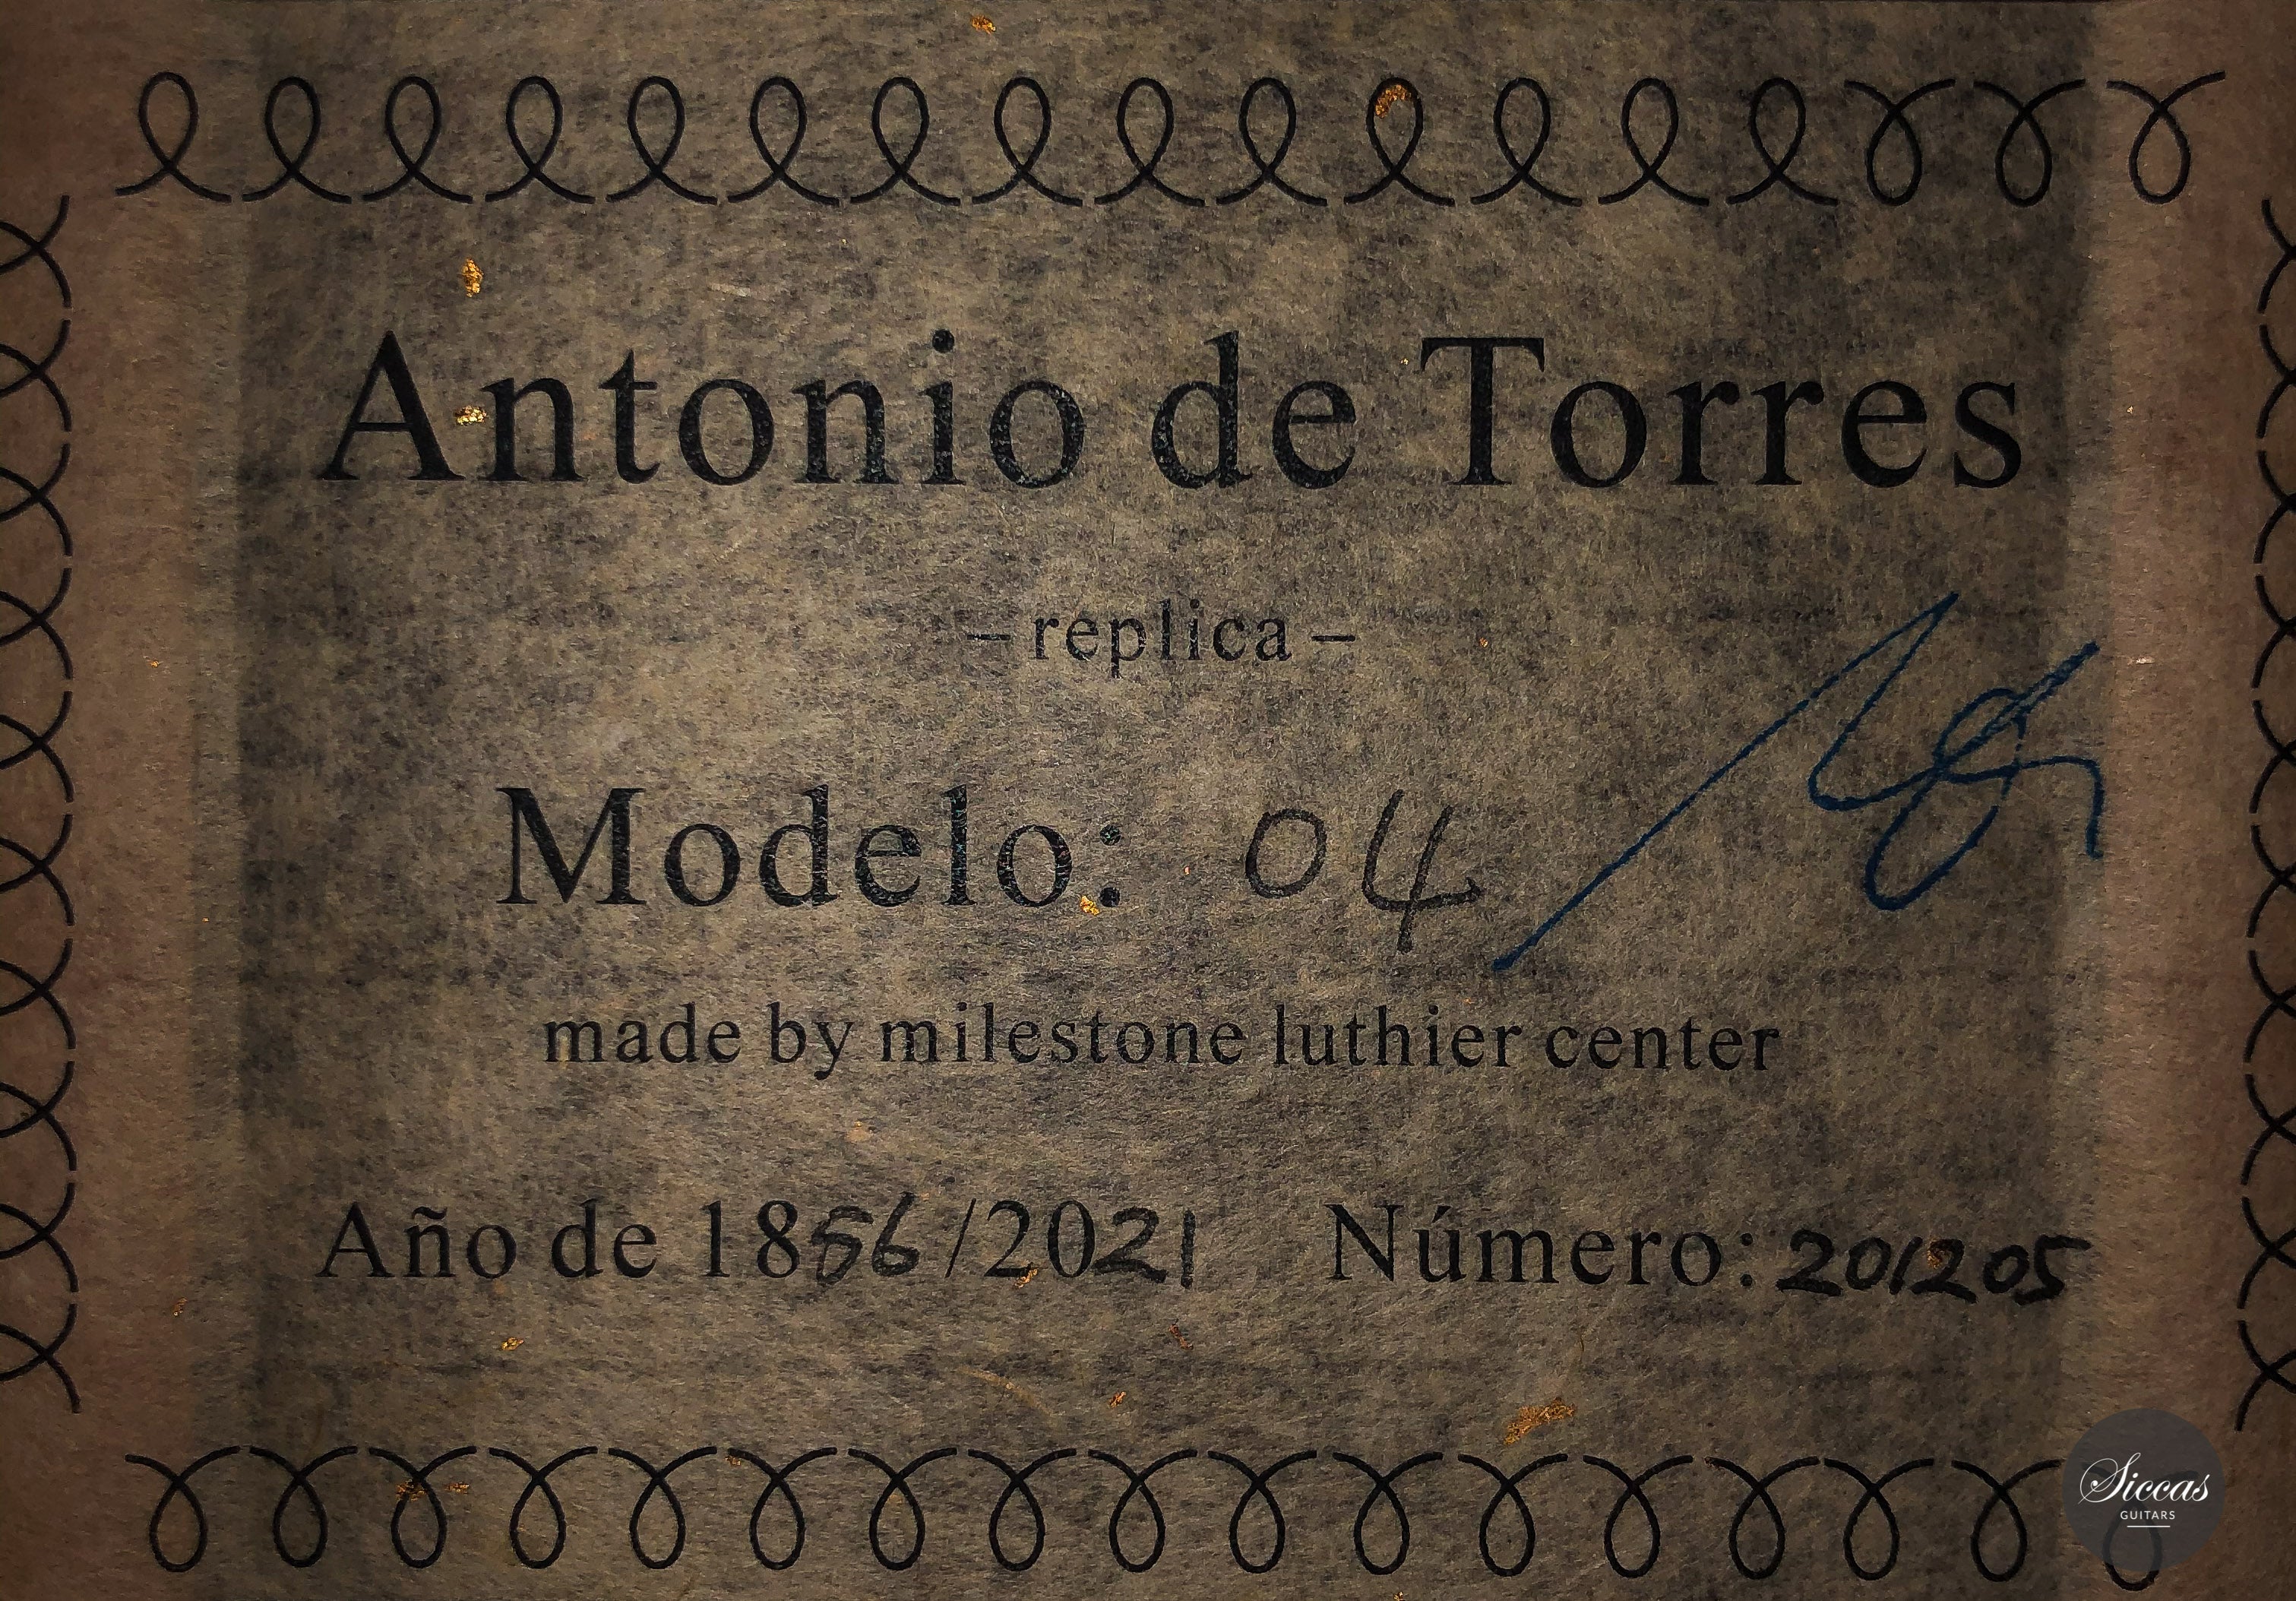 Antonio de Torres
– replica –
Modelo: 04
made by milestone luthier center
Año de 1856/2021 Número: 201205
Siccas
GUITARS